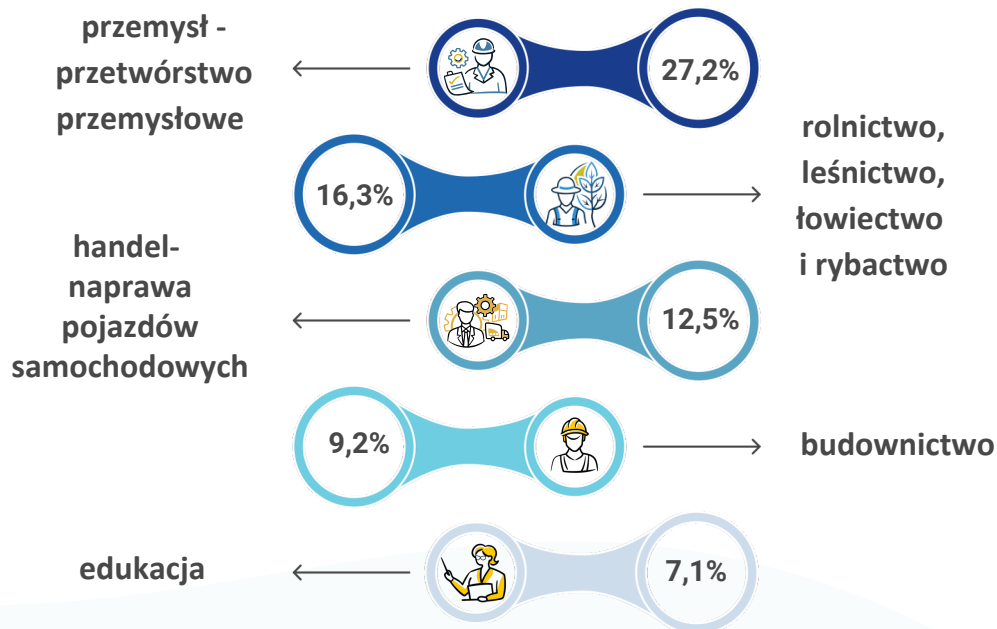 przemysł -
przetwórstwo
przemysłowe
27,2%
16,3%
rolnictwo,
leśnictwo,
łowiectwo
i rybactwo
handel-
naprawa
pojazdów
samochodowych
12,5%
9,2%
budownictwo
edukacja
7,1%